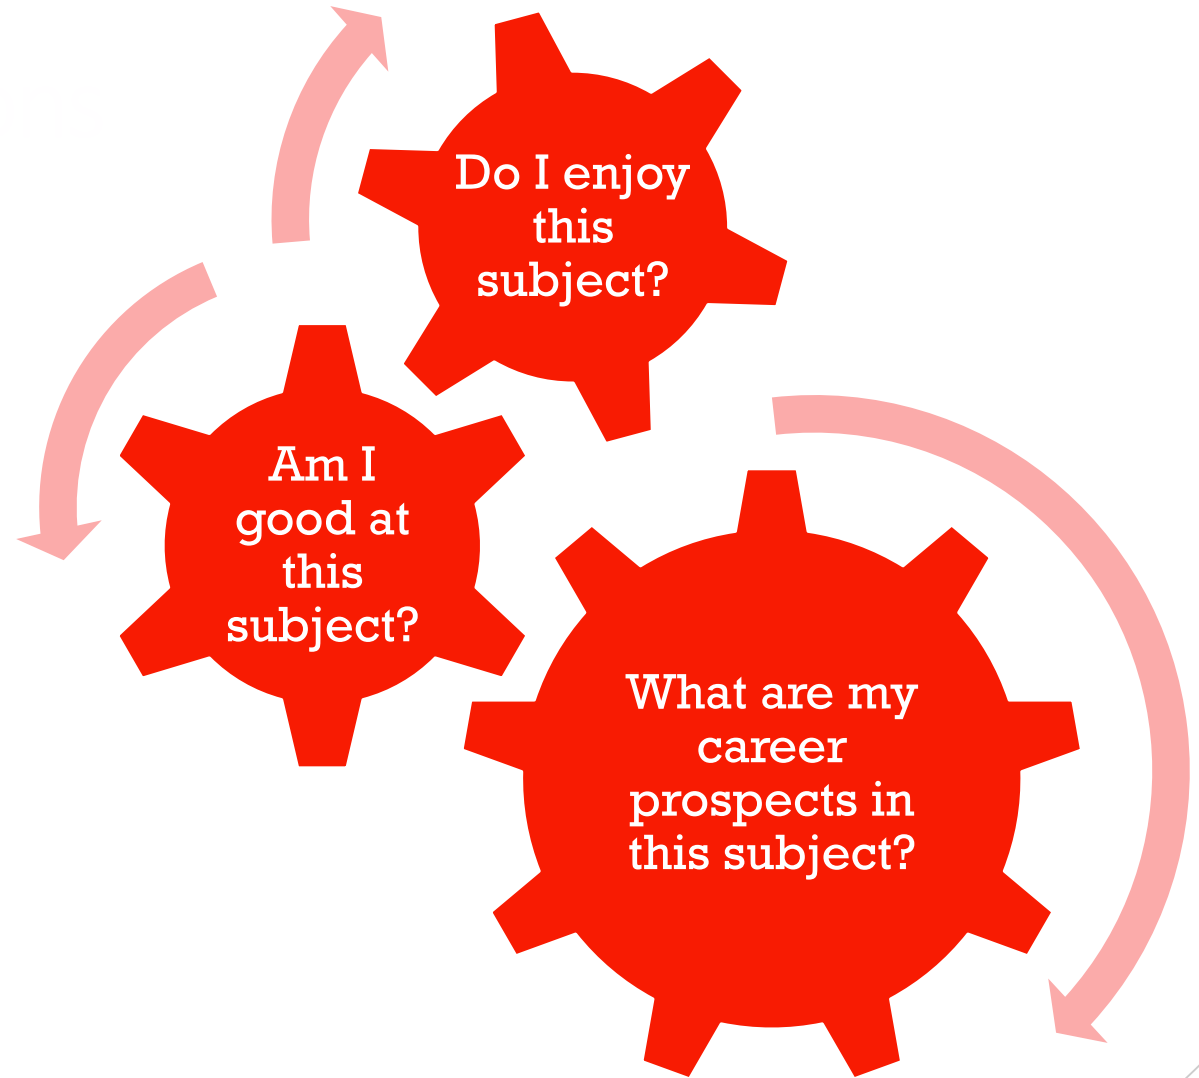 Do I enjoy
this
subject?
Am I
good at
this
subject?
What are my
career
prospects in
this subject?